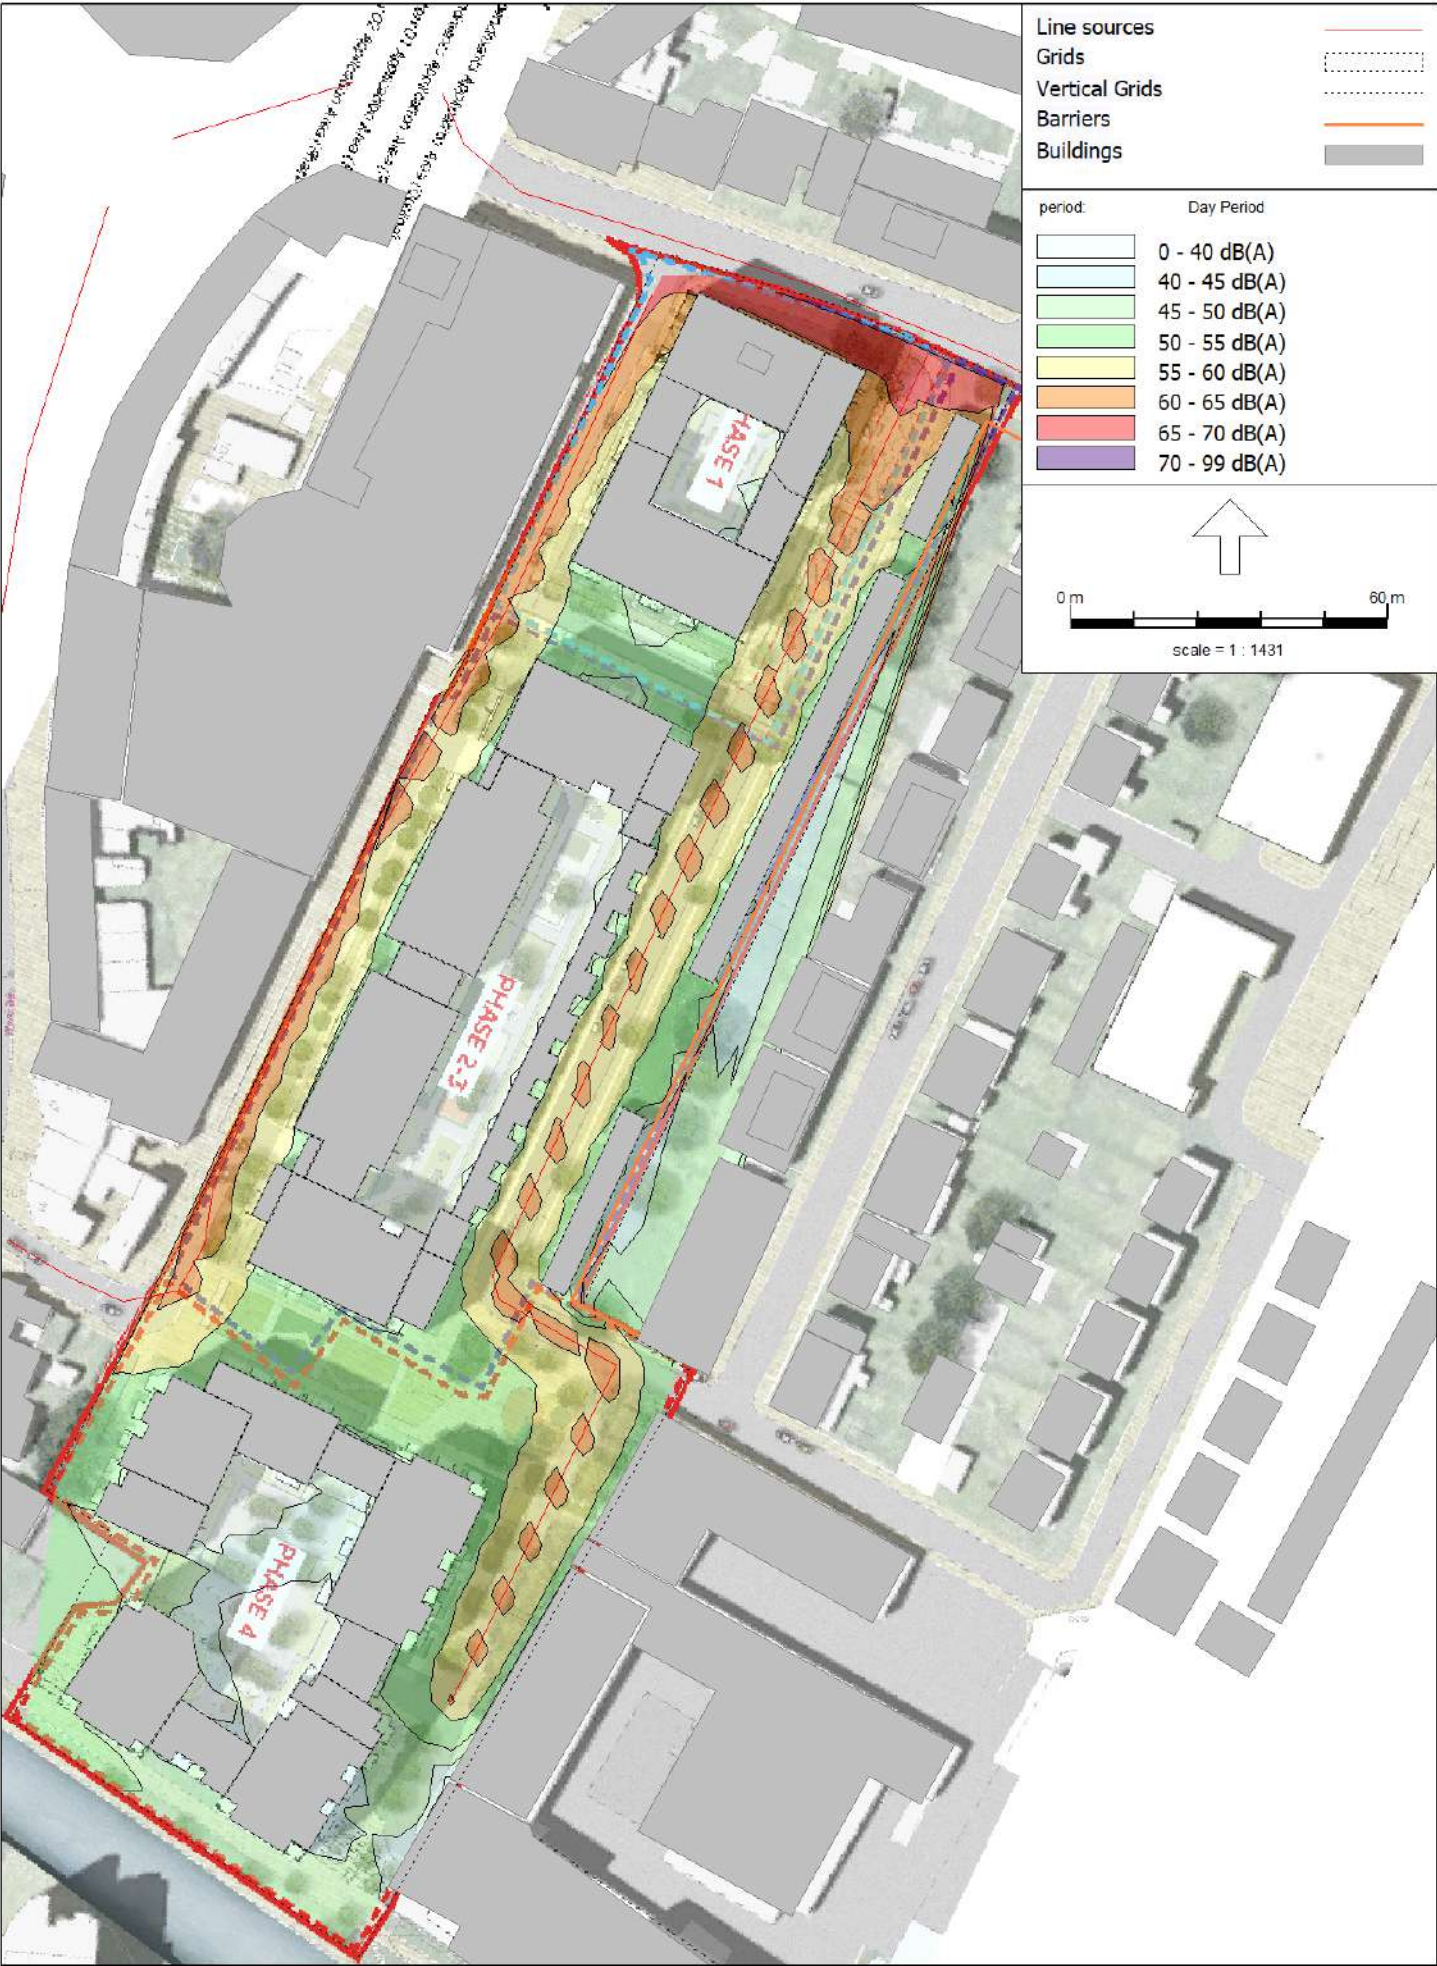 Line sources
Grids
Vertical Grids
Barriers
Buildings
period: Day Period
0 - 40 dB(A)
40 - 45 dB(A)
45 - 50 dB(A)
50 - 55 dB(A)
55 - 60 dB(A)
60 - 65 dB(A)
65 - 70 dB(A)
70 - 99 dB(A)
0 m 60 m
scale = 1 : 1431
PHASE 1
PHASE 2-3
PHASE 4